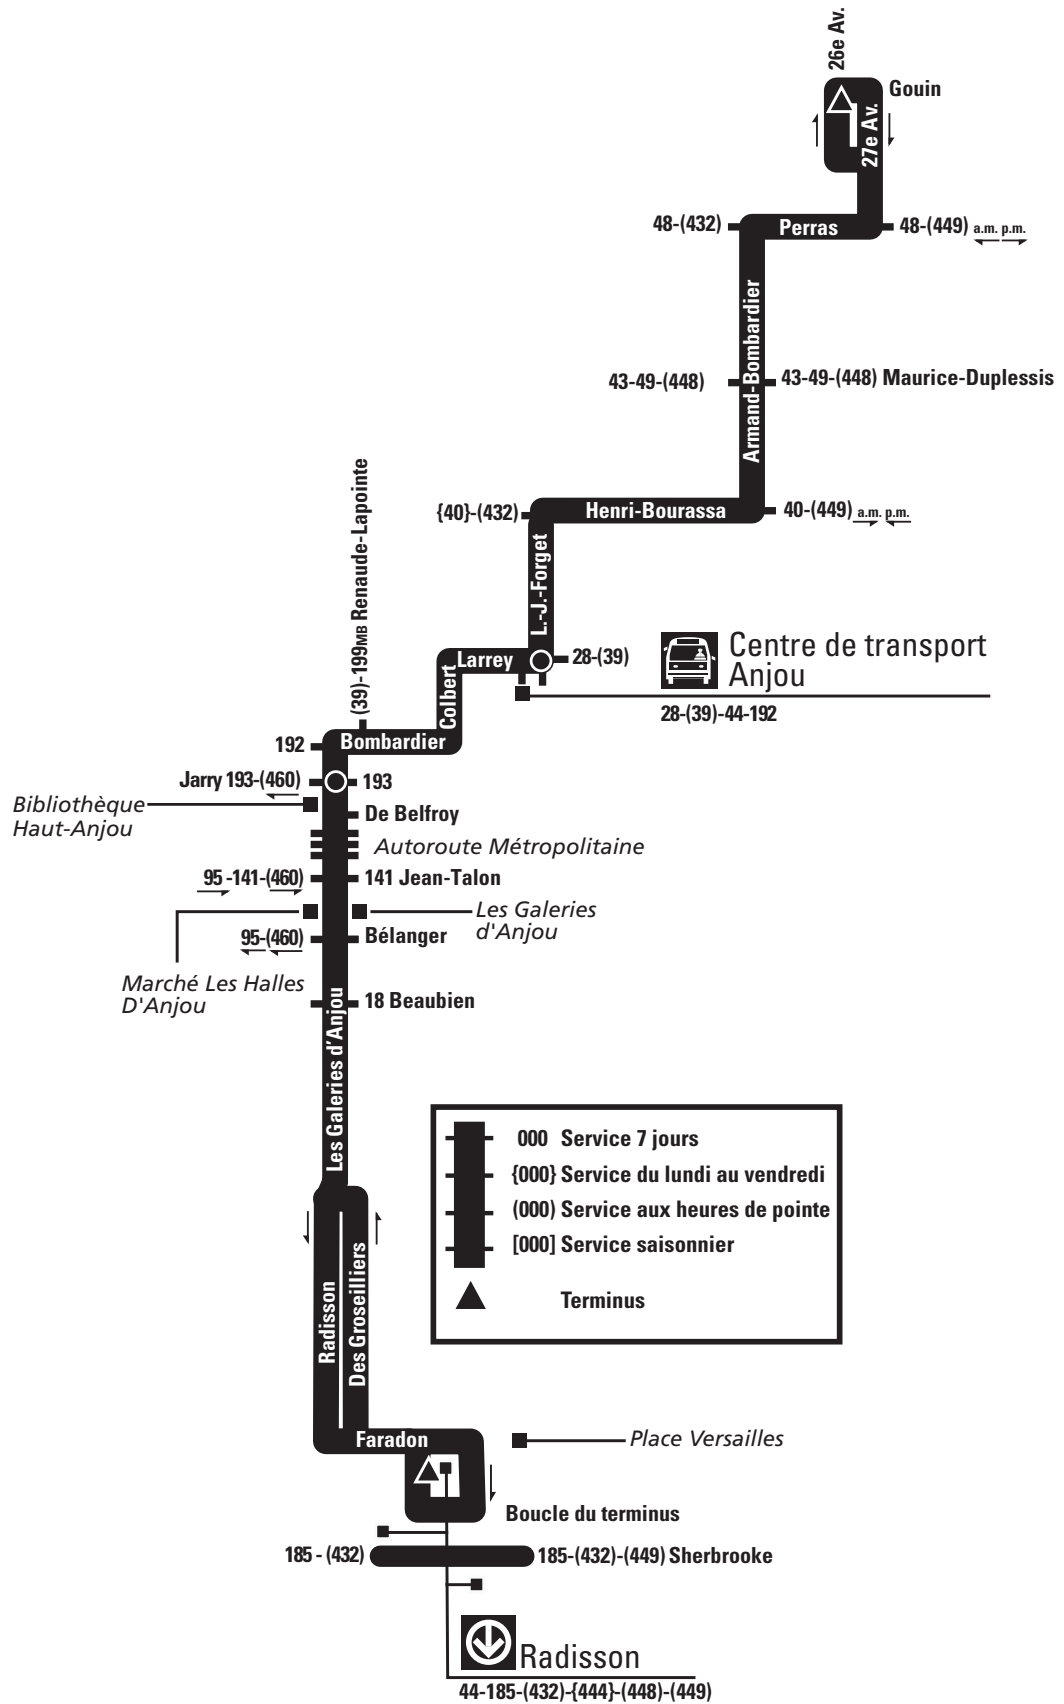 26e Av.
Gouin
27e Av.
48-(432)
Perras
48-(449) a.m. p.m.
Armand-Bombardier
43-49-(448)
43-49-(448) Maurice-Duplessis
{40}-(432)
Henri-Bourassa
40-(449) a.m. p.m.
L.-J.-Forget
(39)-199MB Renaude-Lapointe
Larrey
28-(39)
Centre de transport
Anjou
28-(39)-44-192
Colbert
192
Bombardier
Jarry 193-(460)
193
Bibliothèque
Haut-Anjou
De Belfroy
Autoroute Métropolitaine
95 -141-(460)
141 Jean-Talon
Les Galeries
d'Anjou
95-(460)
Bélanger
Marché Les Halles
D'Anjou
18 Beaubien
Les Galeries d'Anjou
000 Service 7 jours
{000} Service du lundi au vendredi
(000) Service aux heures de pointe
[000] Service saisonnier
Terminus
Radisson
Des Groseilliers
Faradon
Place Versailles
Boucle du terminus
185 - (432)
185-(432)-(449) Sherbrooke
Radisson
44-185-(432)-{444}-(448)-(449)